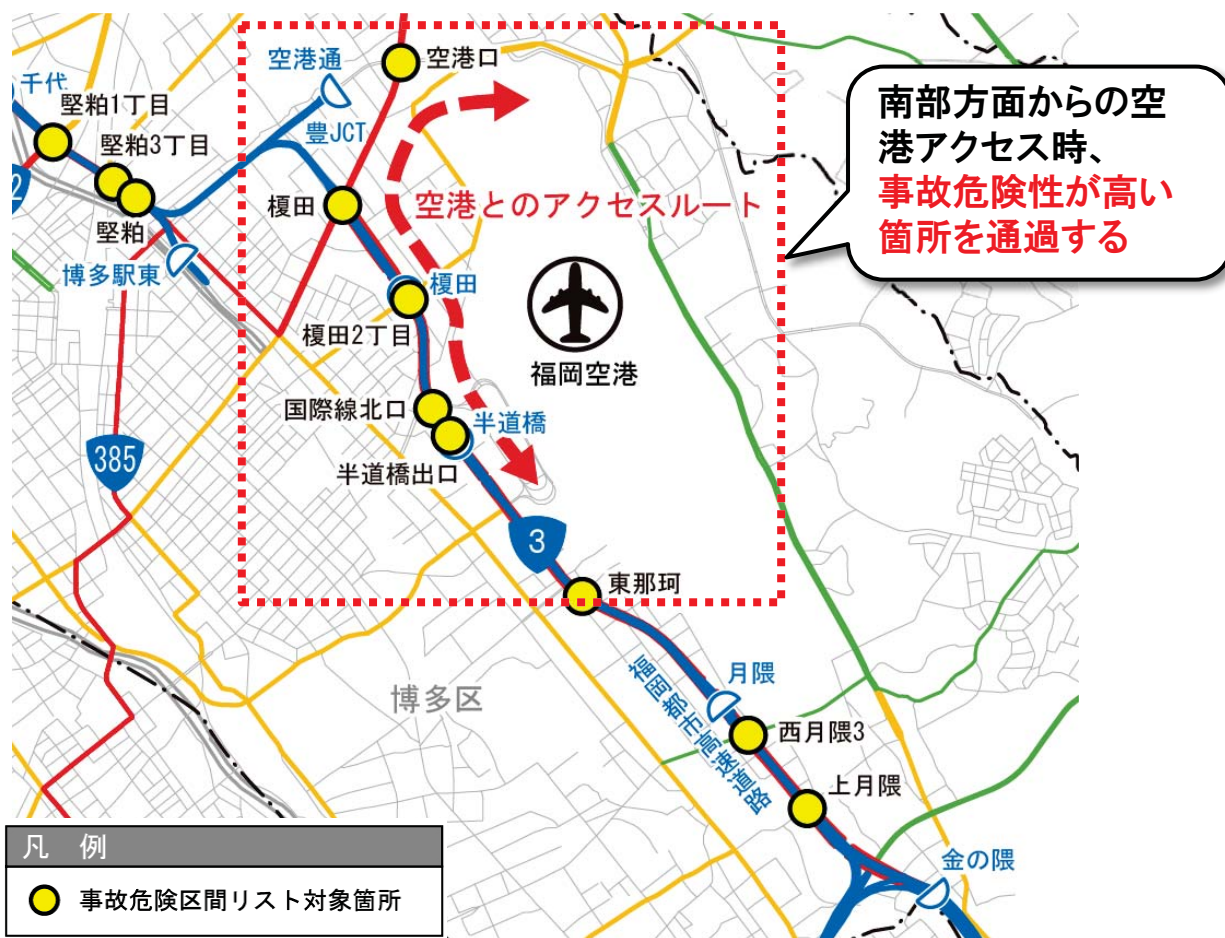 空港通
空港口
千代
堅粕1丁目
豊JCT
堅粕3丁目
2
榎田
空港とのアクセスルート
堅粕
博多駅東
榎田
榎田2丁目
福岡空港
国際線北口
半道橋
385
半道橋出口
3
東那珂
博多区
福岡都市高速道路
月隈
西月隈3
上月隈
金の隈
南部方面からの空
港アクセス時、
事故危険性が高い
箇所を通過する
凡 例
事故危険区間リスト対象箇所